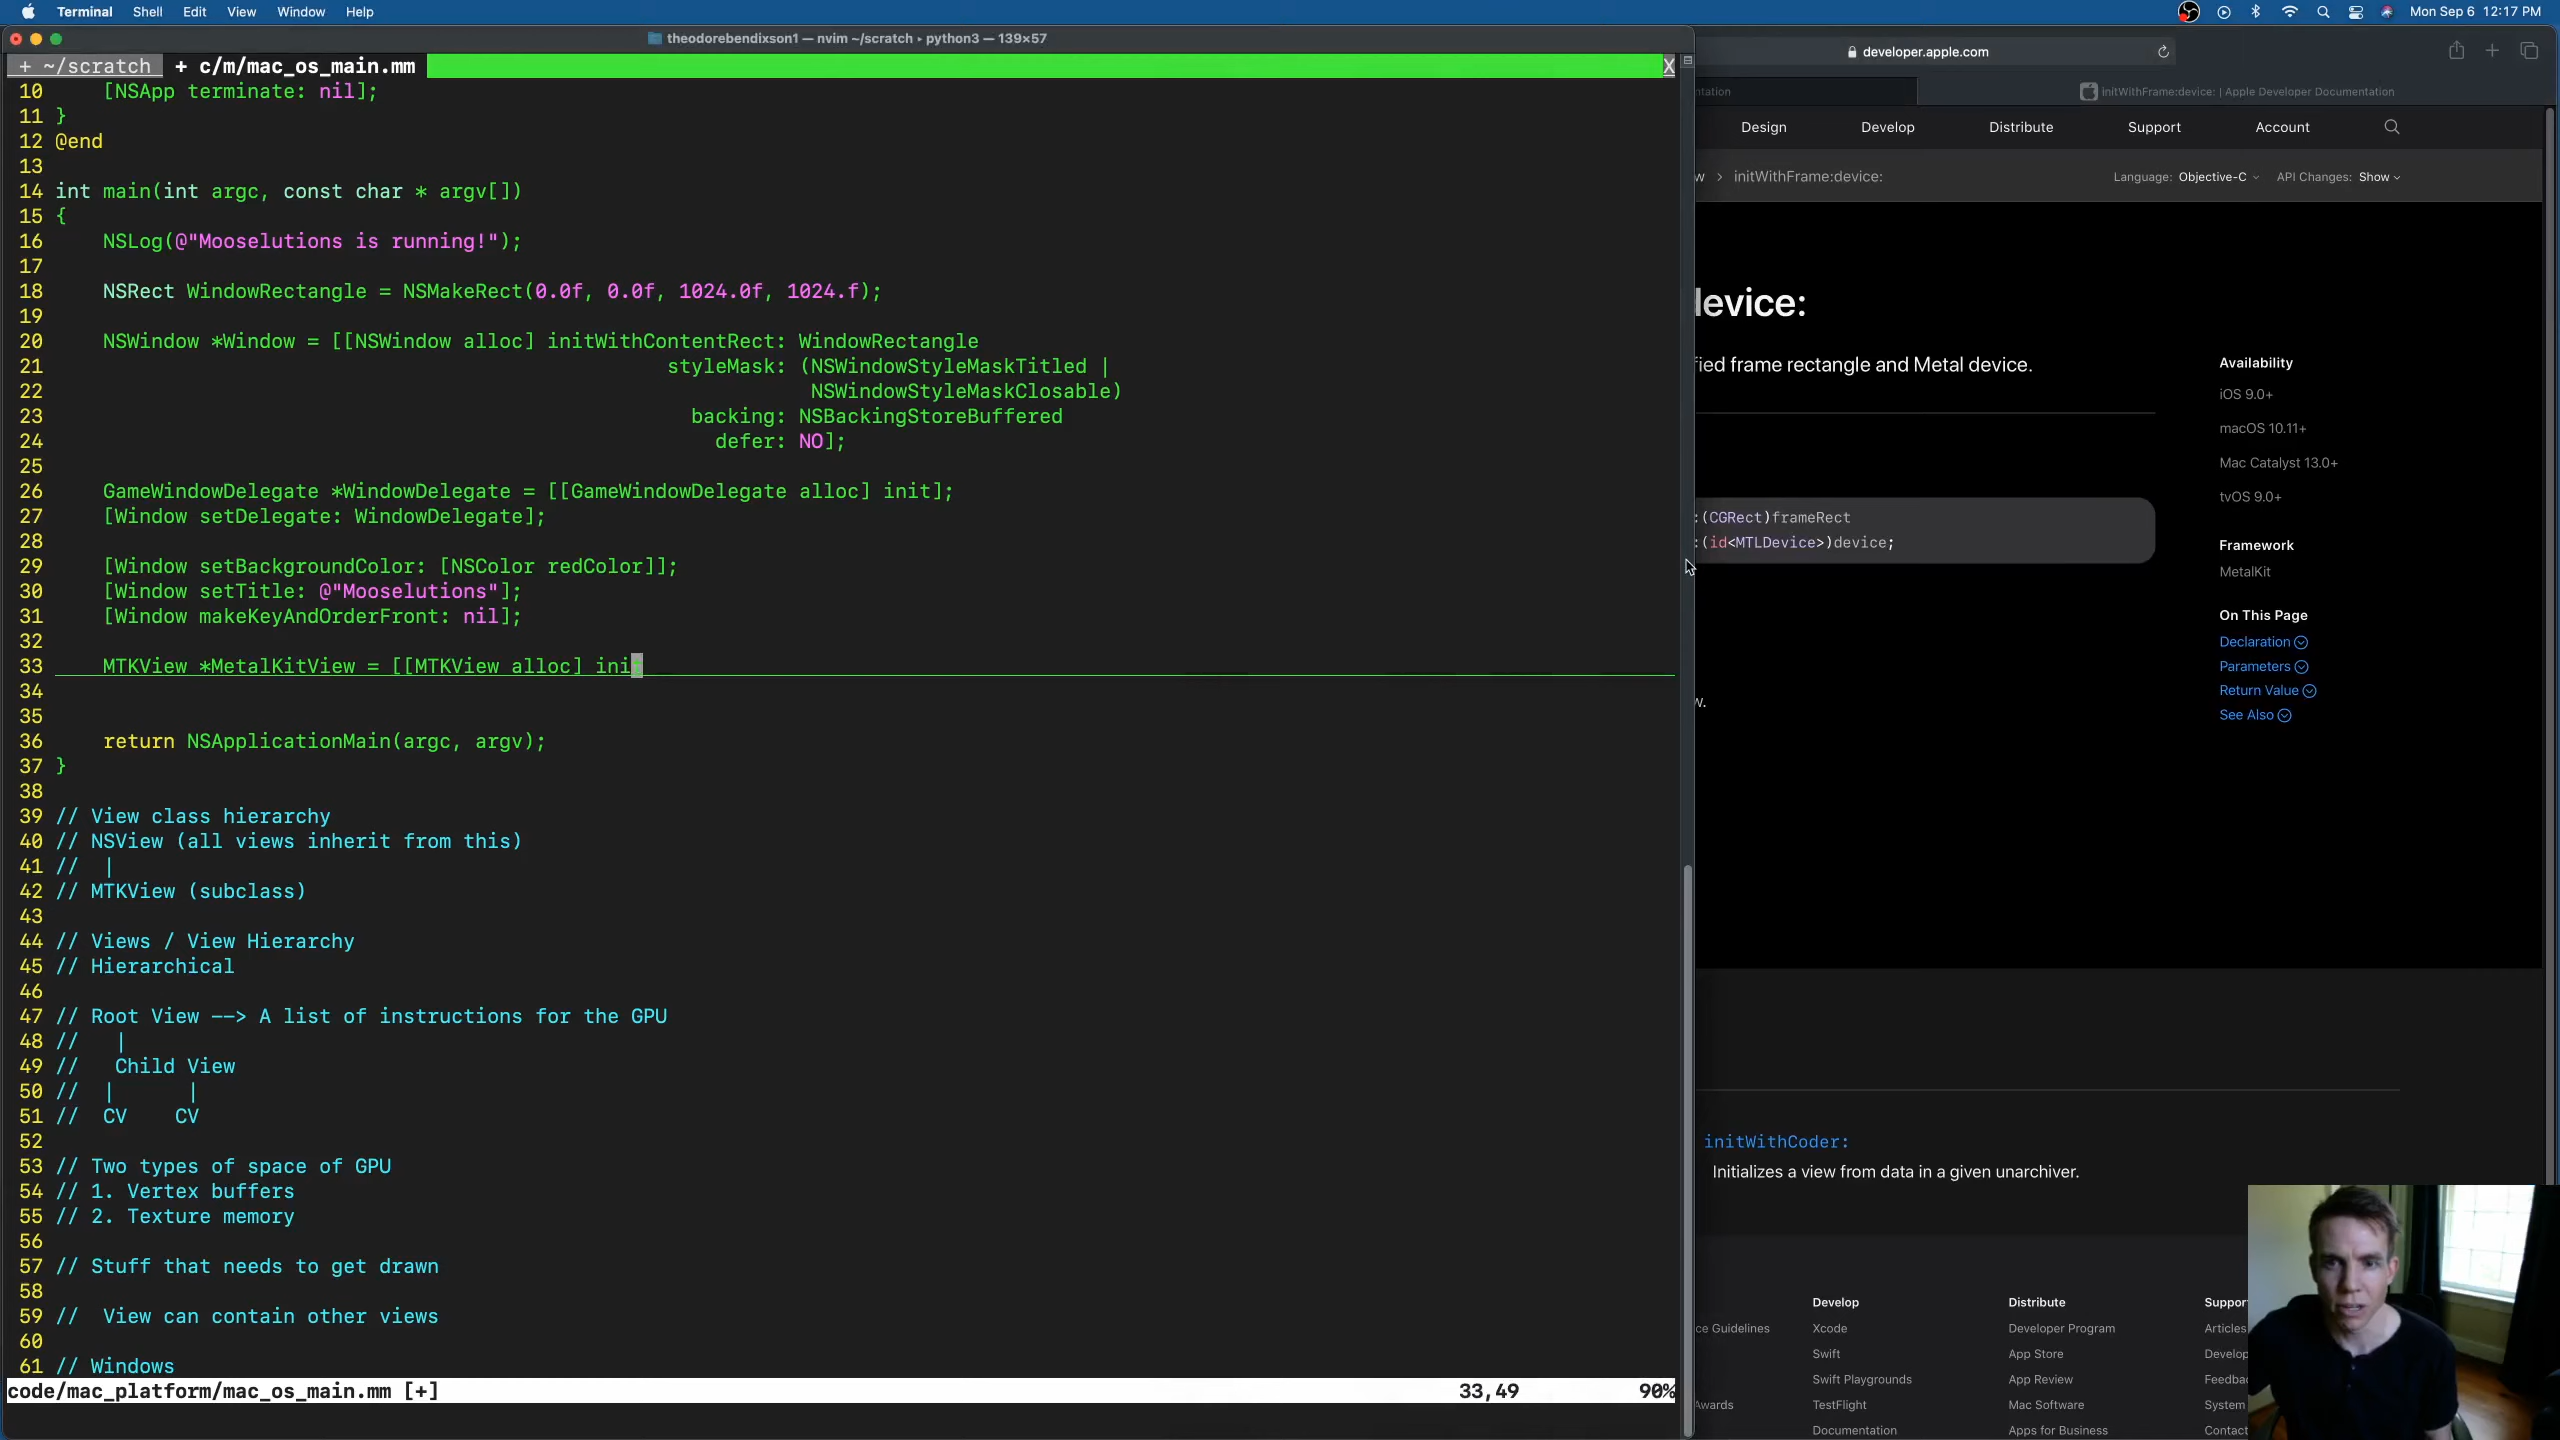 Terminal Shell Edit View Window Help
Mon Sep 6 12:17 PM
theodorebendixson1 — nvim ~/scratch ▸ python3 — 139×57
+ ~/scratch + c/m/mac_os_main.mm X
10 [NSApp terminate: nil];
11 }
12 @end
13
14 int main(int argc, const char * argv[])
15 {
16 NSLog(@"Mooselutions is running!");
17
18 NSRect WindowRectangle = NSMakeRect(0.0f, 0.0f, 1024.0f, 1024.f);
19
20 NSWindow *Window = [[NSWindow alloc] initWithContentRect: WindowRectangle
21 styleMask: (NSWindowStyleMaskTitled |
22 NSWindowStyleMaskClosable)
23 backing: NSBackingStoreBuffered
24 defer: NO];
25
26 GameWindowDelegate *WindowDelegate = [[GameWindowDelegate alloc] init];
27 [Window setDelegate: WindowDelegate];
28
29 [Window setBackgroundColor: [NSColor redColor]];
30 [Window setTitle: @"Mooselutions"];
31 [Window makeKeyAndOrderFront: nil];
32
33 MTKView *MetalKitView = [[MTKView alloc] init
34
35
36 return NSApplicationMain(argc, argv);
37 }
38
39 // View class hierarchy
40 // NSView (all views inherit from this)
41 // |
42 // MTKView (subclass)
43
44 // Views / View Hierarchy
45 // Hierarchical
46
47 // Root View --> A list of instructions for the GPU
48 // |
49 // Child View
50 // | |
51 // CV CV
52
53 // Two types of space of GPU
54 // 1. Vertex buffers
55 // 2. Texture memory
56
57 // Stuff that needs to get drawn
58
59 // View can contain other views
60
61 // Windows
code/mac_platform/mac_os_main.mm [+] 33,49 90%
developer.apple.com
ntation
initWithFrame:device: | Apple Developer Documentation
Design Develop Distribute Support Account
w > initWithFrame:device:
Language: Objective-C API Changes: Show
device:
fied frame rectangle and Metal device.
:(CGRect)frameRect
:(id<MTLDevice>)device;
w.
Availability
iOS 9.0+
macOS 10.11+
Mac Catalyst 13.0+
tvOS 9.0+
Framework
MetalKit
On This Page
Declaration
Parameters
Return Value
See Also
initWithCoder:
Initializes a view from data in a given unarchiver.
ce Guidelines
Awards
Develop
Xcode
Swift
Swift Playgrounds
TestFlight
Documentation
Distribute
Developer Program
App Store
App Review
Mac Software
Apps for Business
Suppor
Articles
Develop
Feedba
System
Contact